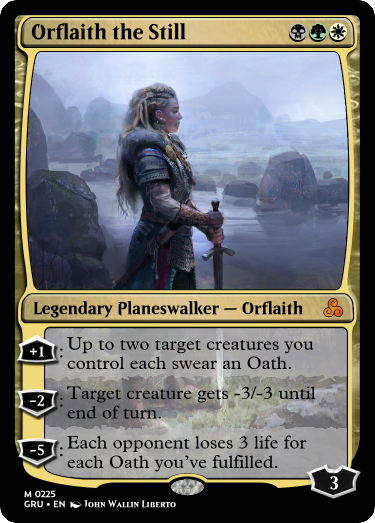 Orflaith the Still
Legendary Planeswalker — Orflaith
+1: Up to two target creatures you
control each swear an Oath.
-2: Target creature gets -3/-3 until
end of turn.
-5: Each opponent loses 3 life for
each Oath you've fulfilled.
3
M 0225
GRU • EN John Wallin Liberto